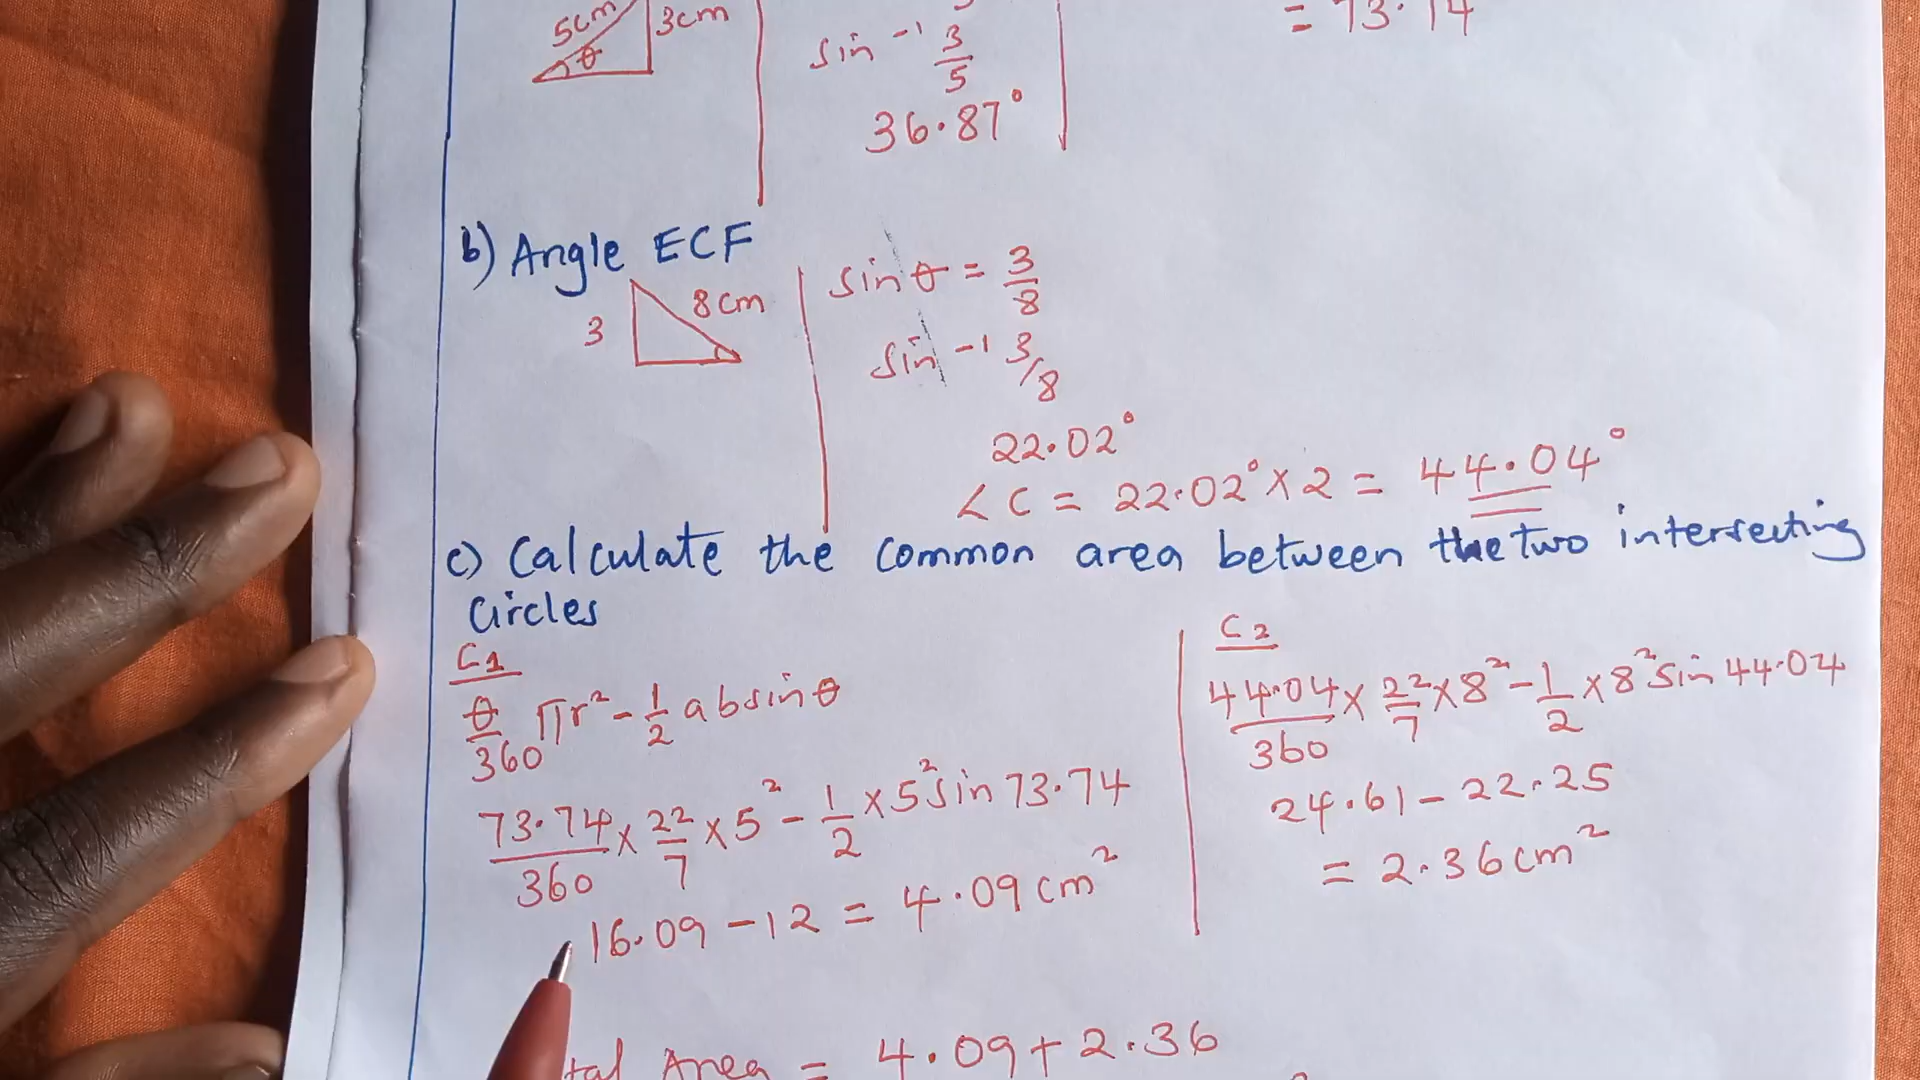 5cm
3cm
θ
sin⁻¹ 3/5
36.87°
= 73.74
b) Angle ECF
3
8cm
sin θ = 3/8
sin⁻¹ 3/8
22.02°
∠C = 22.02° × 2 = 44.04°
c) Calculate the common area between the two intersecting
circles
C1
θ/360 πr² - 1/2 ab sin θ
73.74/360 × 22/7 × 5² - 1/2 × 5² sin 73.74
16.09 - 12 = 4.09 cm²
C2
44.04/360 × 22/7 × 8² - 1/2 × 8² sin 44.04
24.61 - 22.25
= 2.36 cm²
Area = 4.09 + 2.36